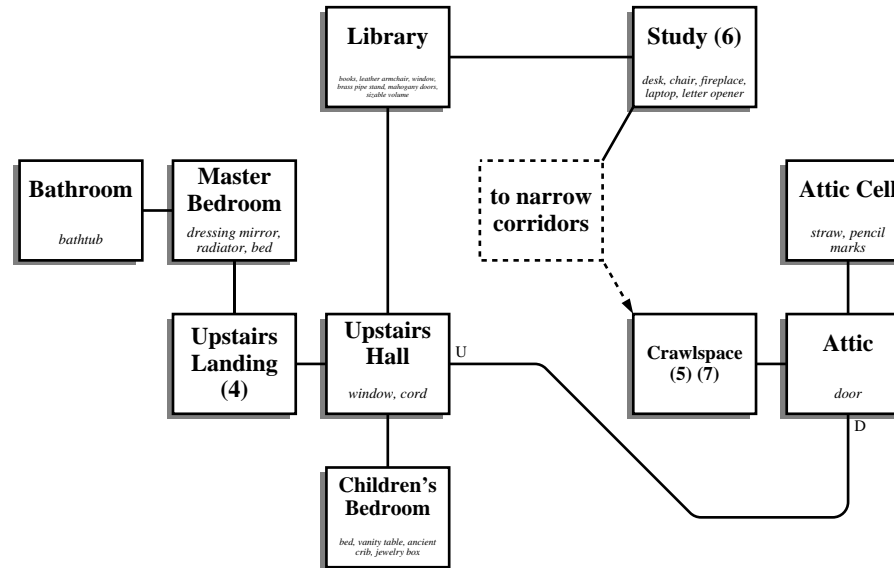 Library
books, leather armchair, window,
brass pipe stand, mahogany doors,
sizable volume
Study (6)
desk, chair, fireplace,
laptop, letter opener
Bathroom
bathtub
Master
Bedroom
dressing mirror,
radiator, bed
to narrow
corridors
Attic Cell
straw, pencil
marks
Upstairs
Landing
(4)
Upstairs
Hall
window, cord
U
Crawlspace
(5) (7)
Attic
door
D
Children's
Bedroom
bed, vanity table, ancient
crib, jewelry box